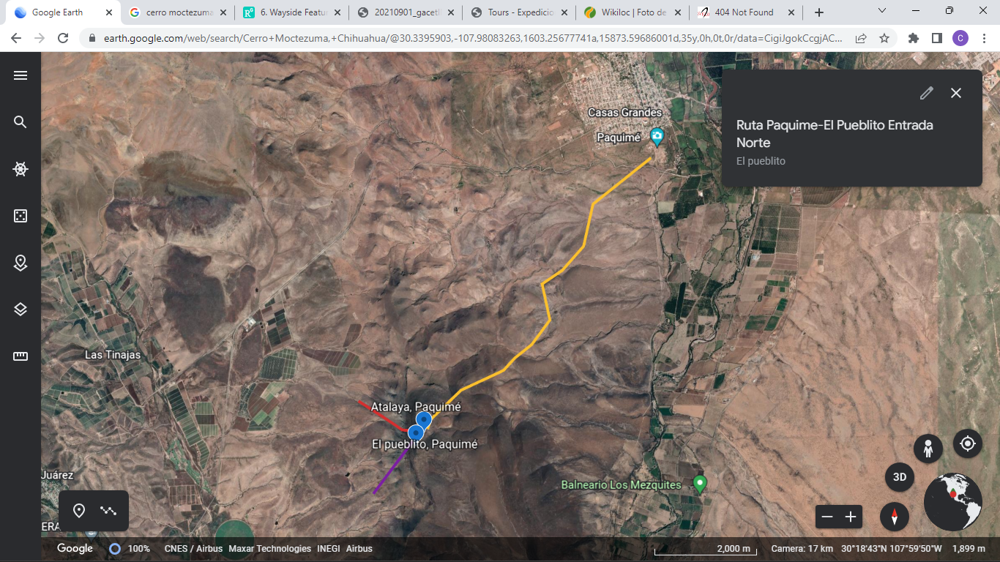 Google Earth
cerro moctezuma
6. Wayside Featu
20210901_gacet
Tours - Expedicio
Wikiloc | Foto de
404 Not Found
earth.google.com/web/search/Cerro+Moctezuma,+Chihuahua/@30.3395903,-107.98083263,1603.25677741a,15873.59686001d,35y,0h,0t,0r/data=CigiJgokCcgjAC...
C
Casas Grandes
Paquimé
Ruta Paquime-El Pueblito Entrada
Norte
El pueblito
Las Tinajas
Atalaya, Paquimé
El pueblito, Paquimé
Juárez
Balneario Los Mezquites
3D
ERA
Google
100%
CNES / Airbus Maxar Technologies INEGI Airbus
2,000 m
Camera: 17 km
30°18'43"N 107°59'50"W
1,899 m